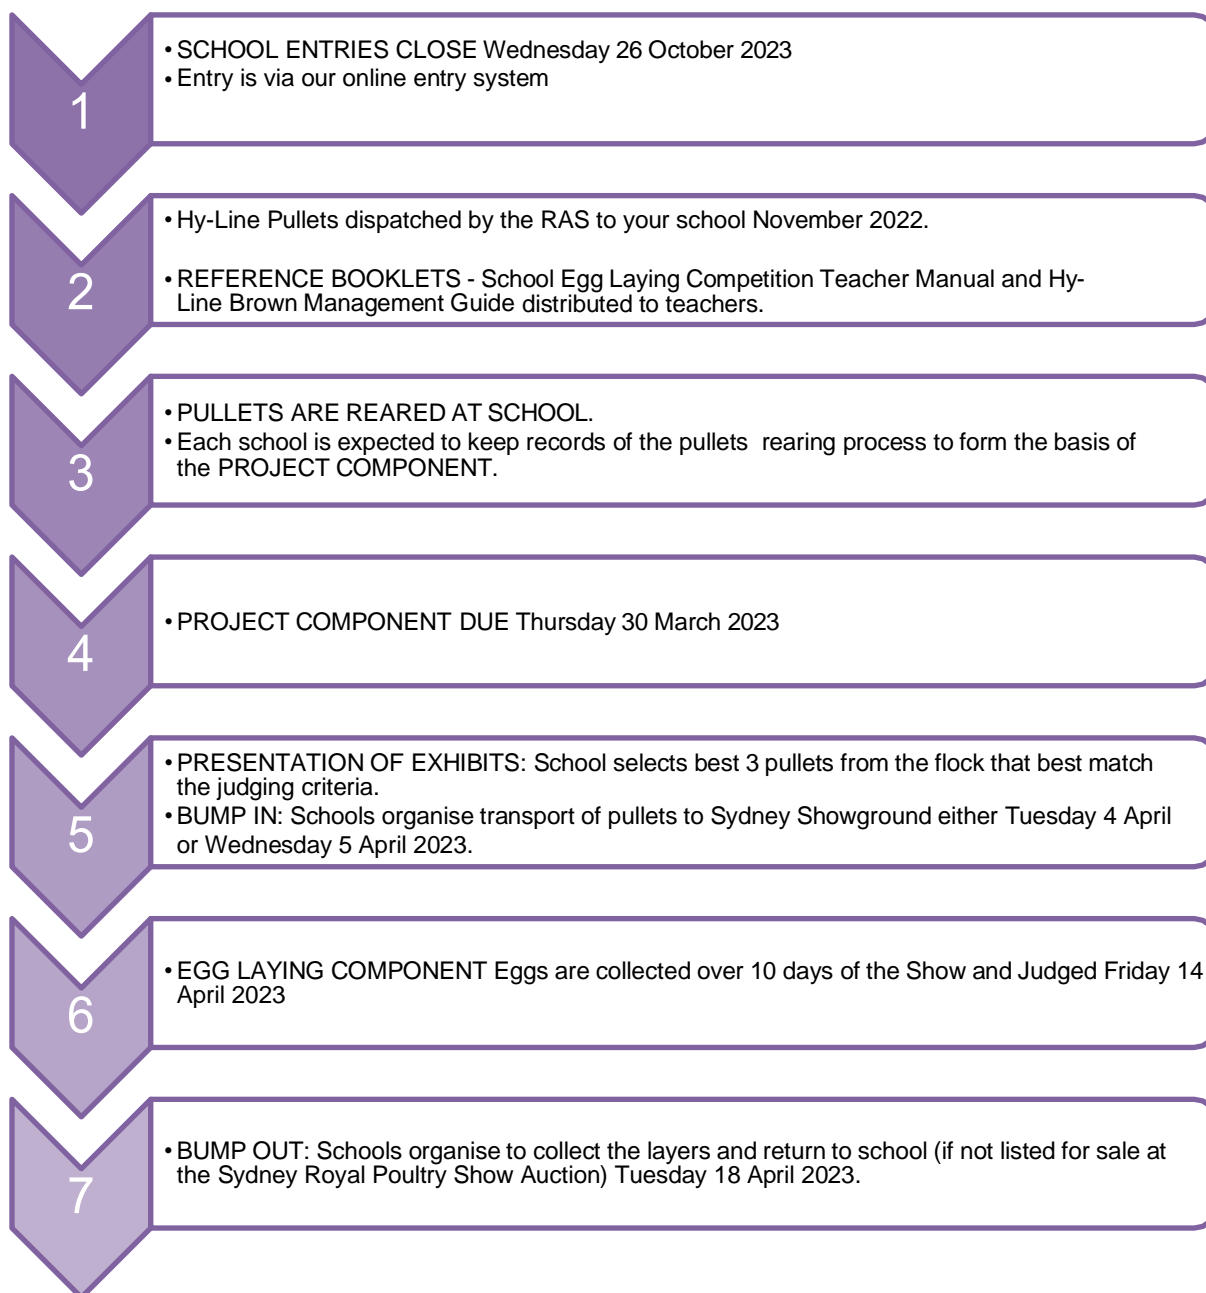 1
• SCHOOL ENTRIES CLOSE Wednesday 26 October 2023
• Entry is via our online entry system
2
• Hy-Line Pullets dispatched by the RAS to your school November 2022.
• REFERENCE BOOKLETS - School Egg Laying Competition Teacher Manual and Hy-
Line Brown Management Guide distributed to teachers.
3
• PULLETS ARE REARED AT SCHOOL.
• Each school is expected to keep records of the pullets rearing process to form the basis of
the PROJECT COMPONENT.
4
• PROJECT COMPONENT DUE Thursday 30 March 2023
5
• PRESENTATION OF EXHIBITS: School selects best 3 pullets from the flock that best match
the judging criteria.
• BUMP IN: Schools organise transport of pullets to Sydney Showground either Tuesday 4 April
or Wednesday 5 April 2023.
6
• EGG LAYING COMPONENT Eggs are collected over 10 days of the Show and Judged Friday 14
April 2023
7
• BUMP OUT: Schools organise to collect the layers and return to school (if not listed for sale at
the Sydney Royal Poultry Show Auction) Tuesday 18 April 2023.